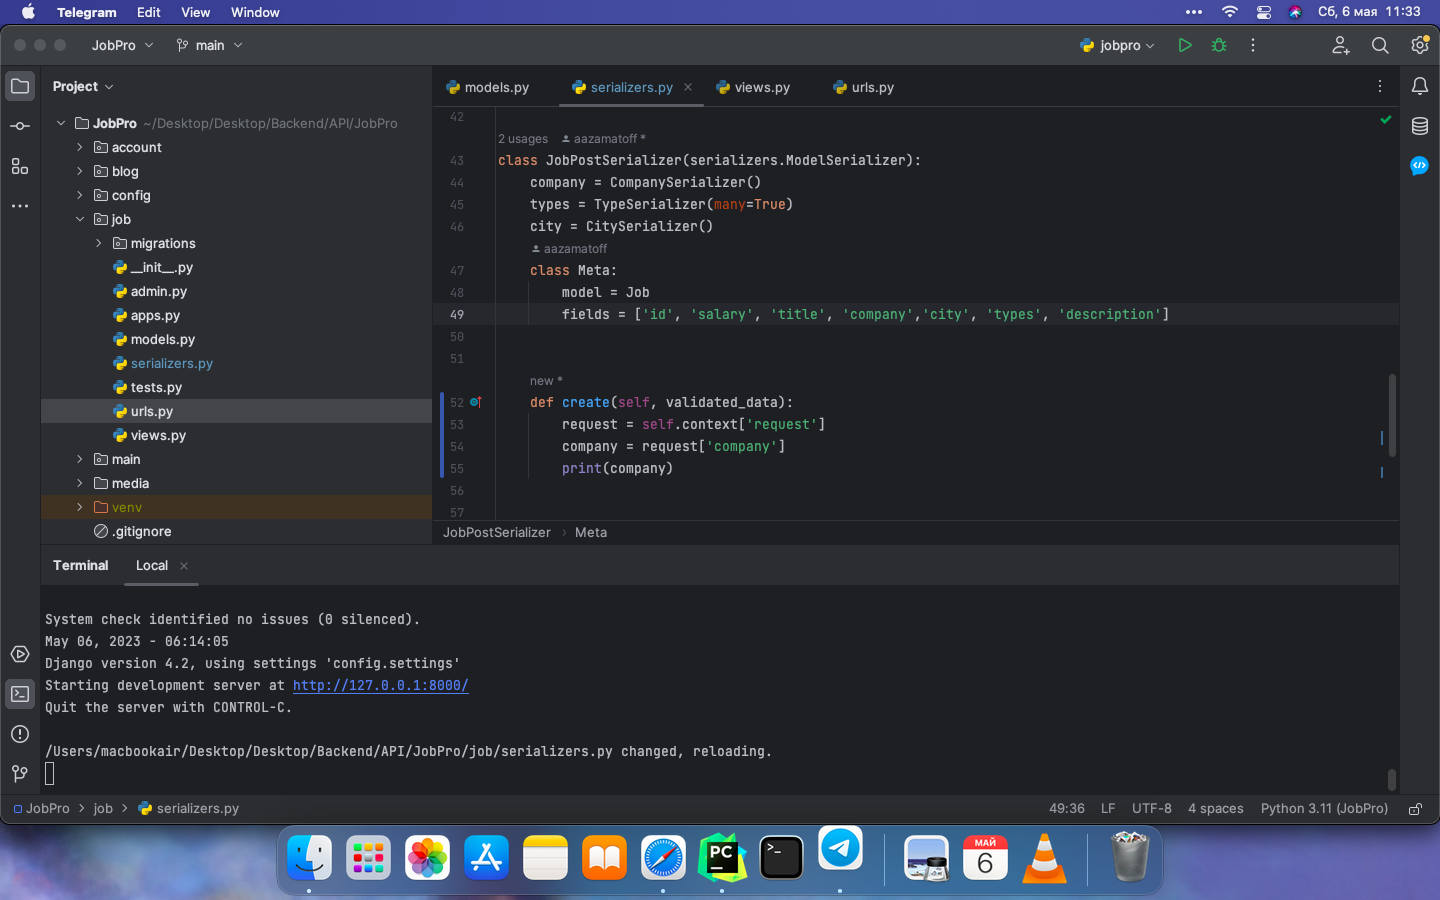 Telegram Edit View Window Сб, 6 мая 11:33
JobPro main jobpro
Project
JobPro ~/Desktop/Desktop/Backend/API/JobPro
account
blog
config
job
migrations
__init__.py
admin.py
apps.py
models.py
serializers.py
tests.py
urls.py
views.py
main
media
venv
.gitignore
models.py serializers.py views.py urls.py
42
2 usages aazamatoff *
43 class JobPostSerializer(serializers.ModelSerializer):
44 company = CompanySerializer()
45 types = TypeSerializer(many=True)
46 city = CitySerializer()
aazamatoff
47 class Meta:
48 model = Job
49 fields = ['id', 'salary', 'title', 'company','city', 'types', 'description']
50
51
new *
52 def create(self, validated_data):
53 request = self.context['request']
54 company = request['company']
55 print(company)
56
57
JobPostSerializer > Meta
Terminal Local
System check identified no issues (0 silenced).
May 06, 2023 - 06:14:05
Django version 4.2, using settings 'config.settings'
Starting development server at http://127.0.0.1:8000/
Quit the server with CONTROL-C.
/Users/macbookair/Desktop/Desktop/Backend/API/JobPro/job/serializers.py changed, reloading.
JobPro > job > serializers.py 49:36 LF UTF-8 4 spaces Python 3.11 (JobPro)
PC
>_
МАЙ
6